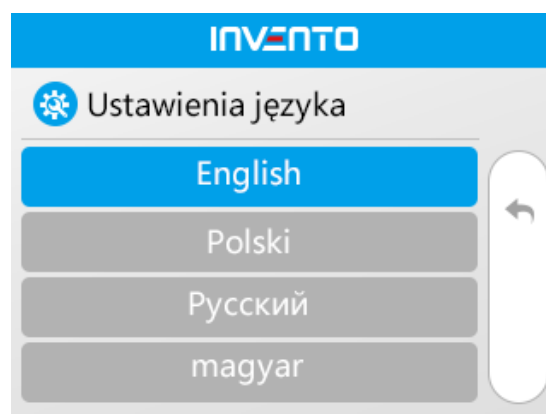 INVENTO
Ustawienia języka
English
Polski
Русский
magyar